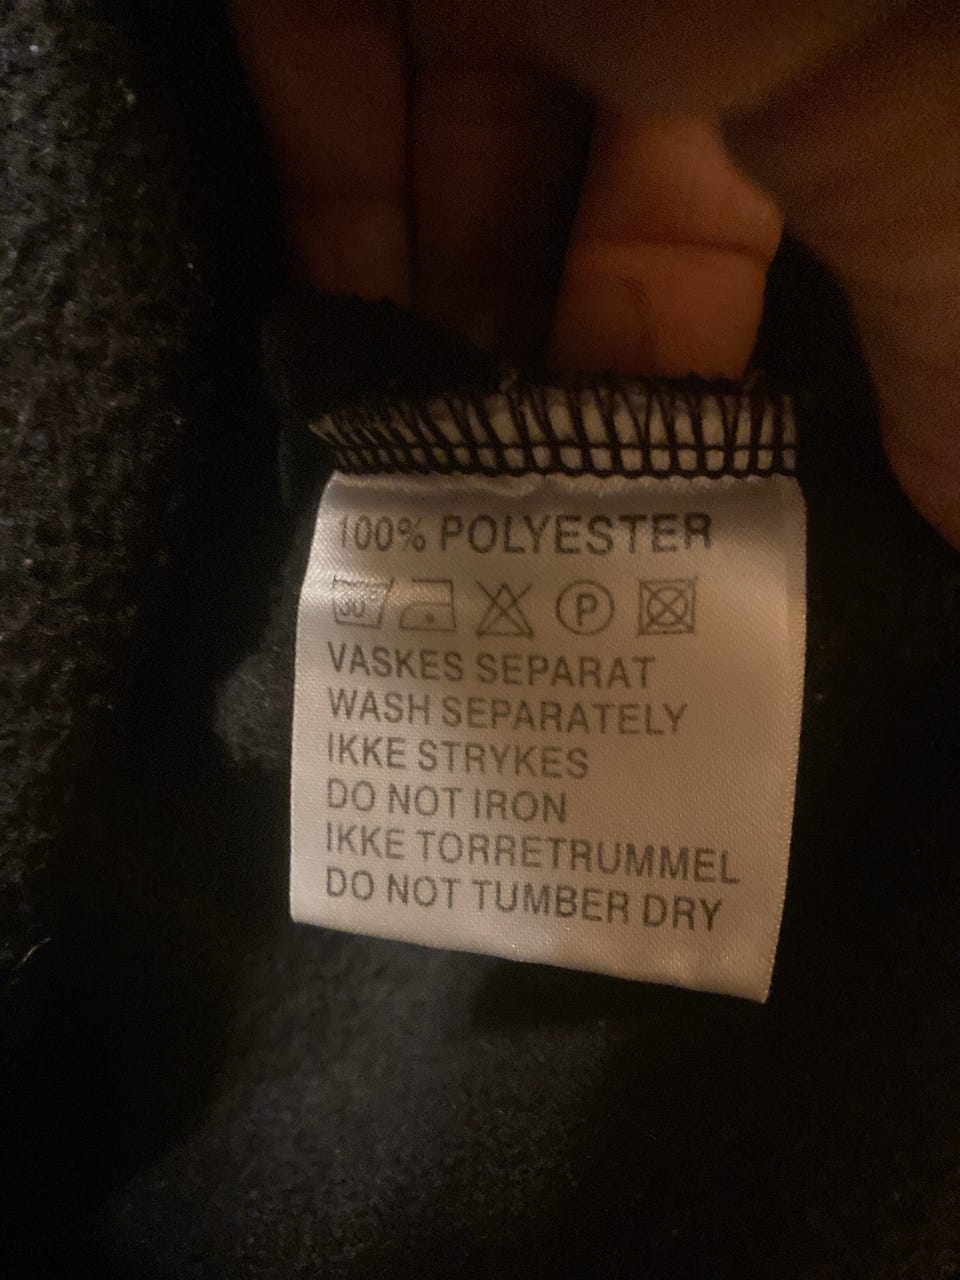 100% POLYESTER
30 P
VASKES SEPARAT
WASH SEPARATELY
IKKE STRYKES
DO NOT IRON
IKKE TORRETRUMMEL
DO NOT TUMBER DRY